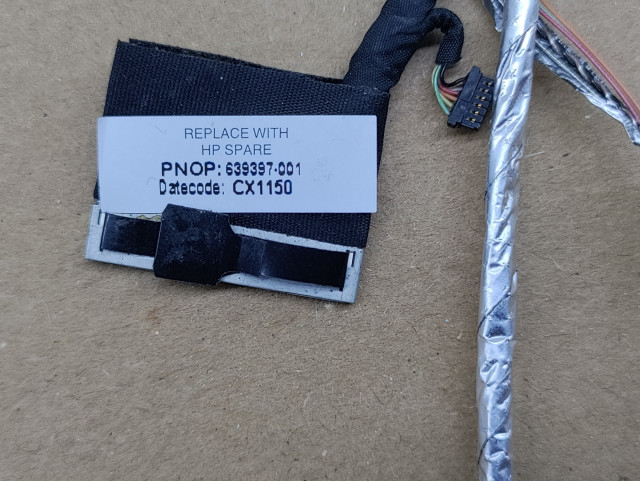 REPLACE WITH
HP SPARE
PNOP: 639397-001
Datecode: CX1150